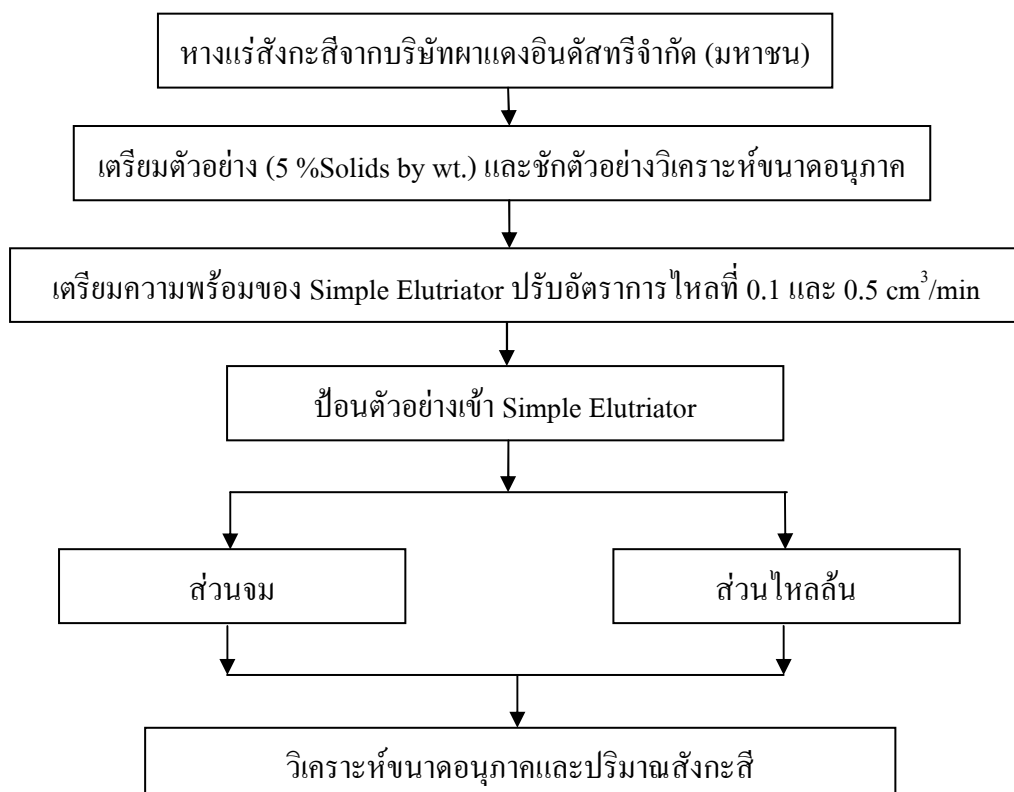 หางแร่สังกะสีจากบริษัทผาแดงอินดัสทรีจำกัด (มหาชน)
เตรียมตัวอย่าง (5 %Solids by wt.) และชักตัวอย่างวิเคราะห์ขนาดอนุภาค
เตรียมความพร้อมของ Simple Elutriator ปรับอัตราการไหลที่ 0.1 และ 0.5 cm³/min
ป้อนตัวอย่างเข้า Simple Elutriator
ส่วนจม
ส่วนไหลล้น
วิเคราะห์ขนาดอนุภาคและปริมาณสังกะสี